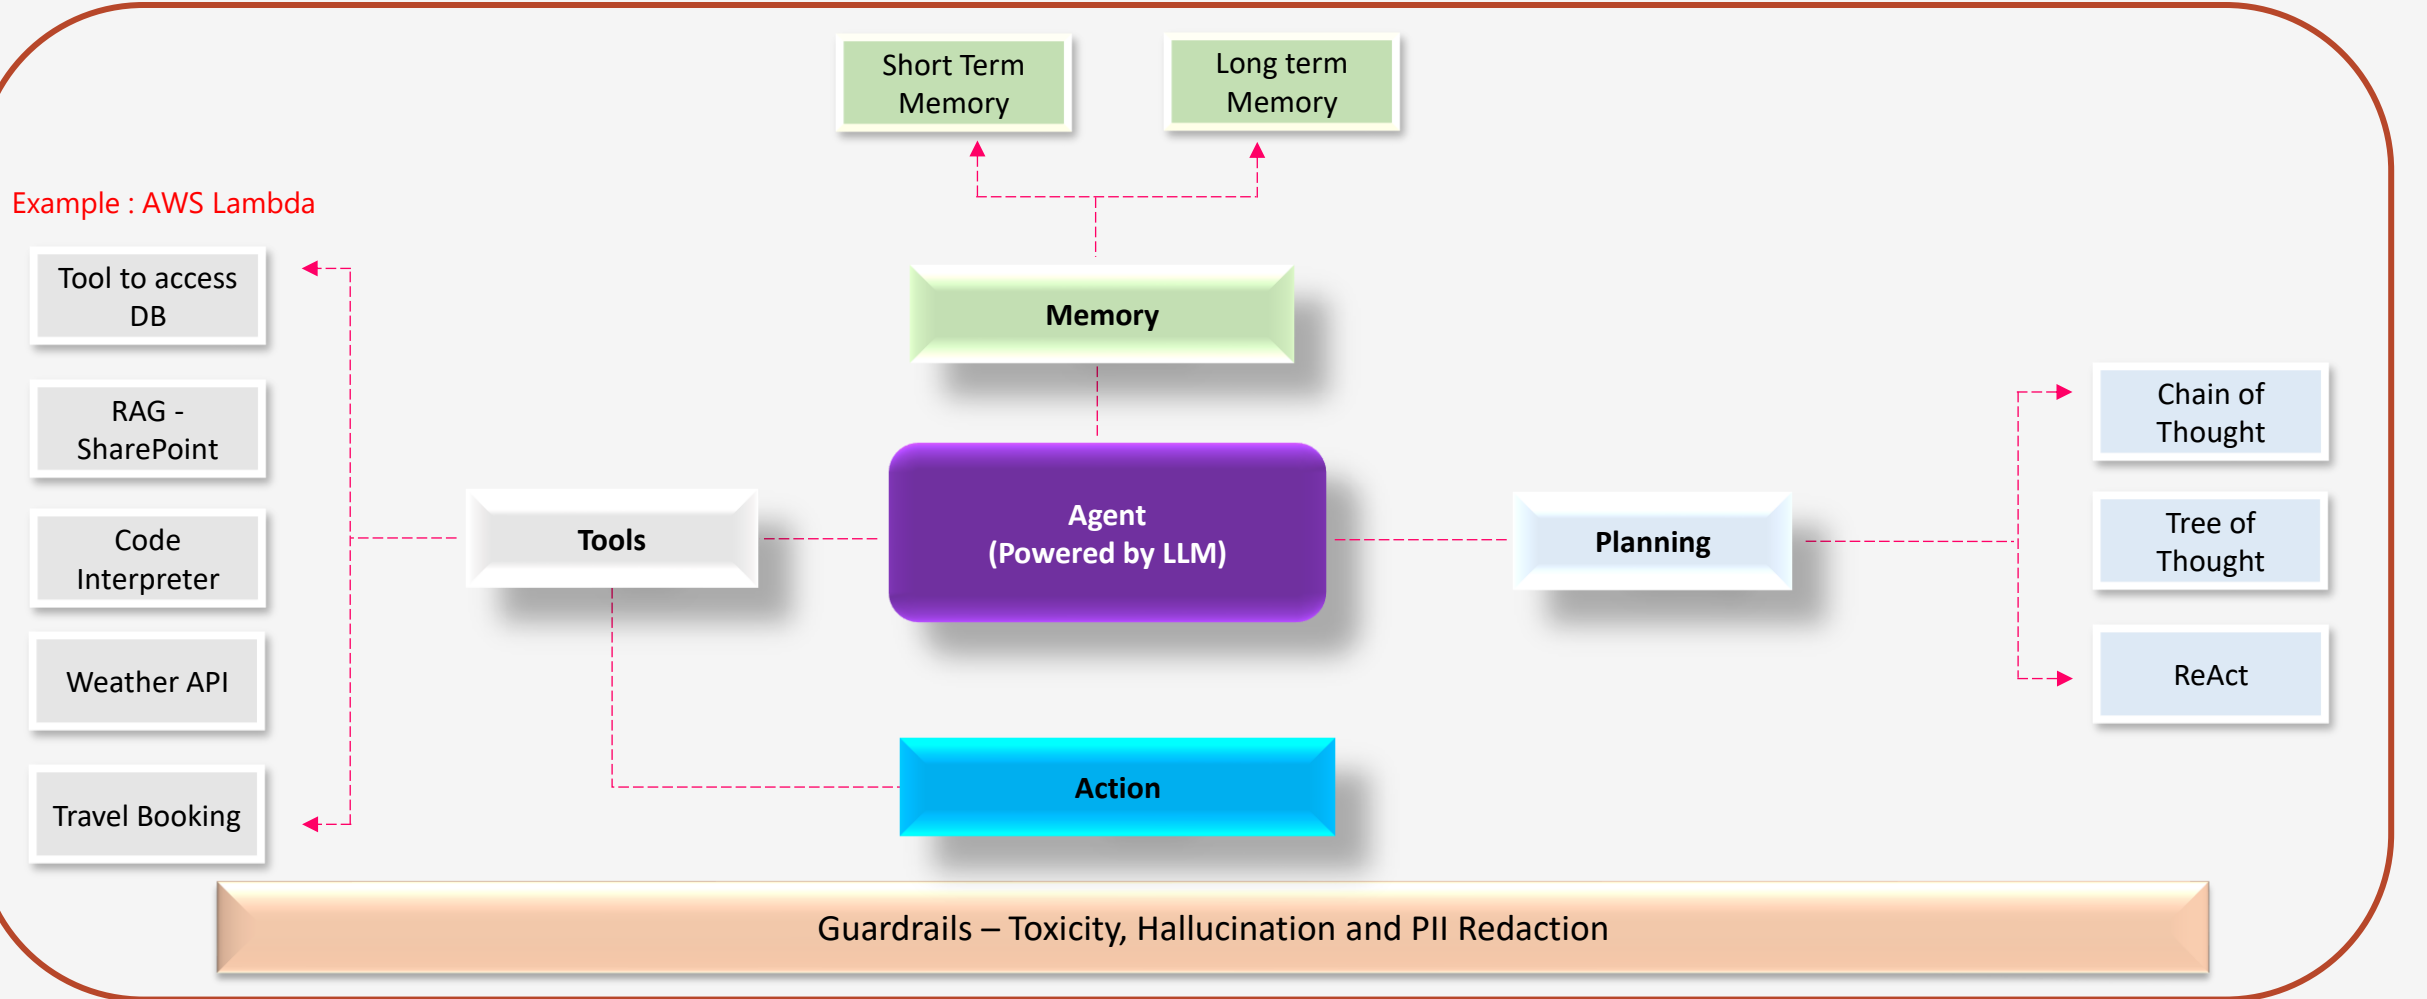 Short Term
Memory
Long term
Memory
Example : AWS Lambda
Tool to access
DB
RAG -
SharePoint
Code
Interpreter
Weather API
Travel Booking
Tools
Memory
Agent
(Powered by LLM)
Action
Planning
Chain of
Thought
Tree of
Thought
ReAct
Guardrails – Toxicity, Hallucination and PII Redaction